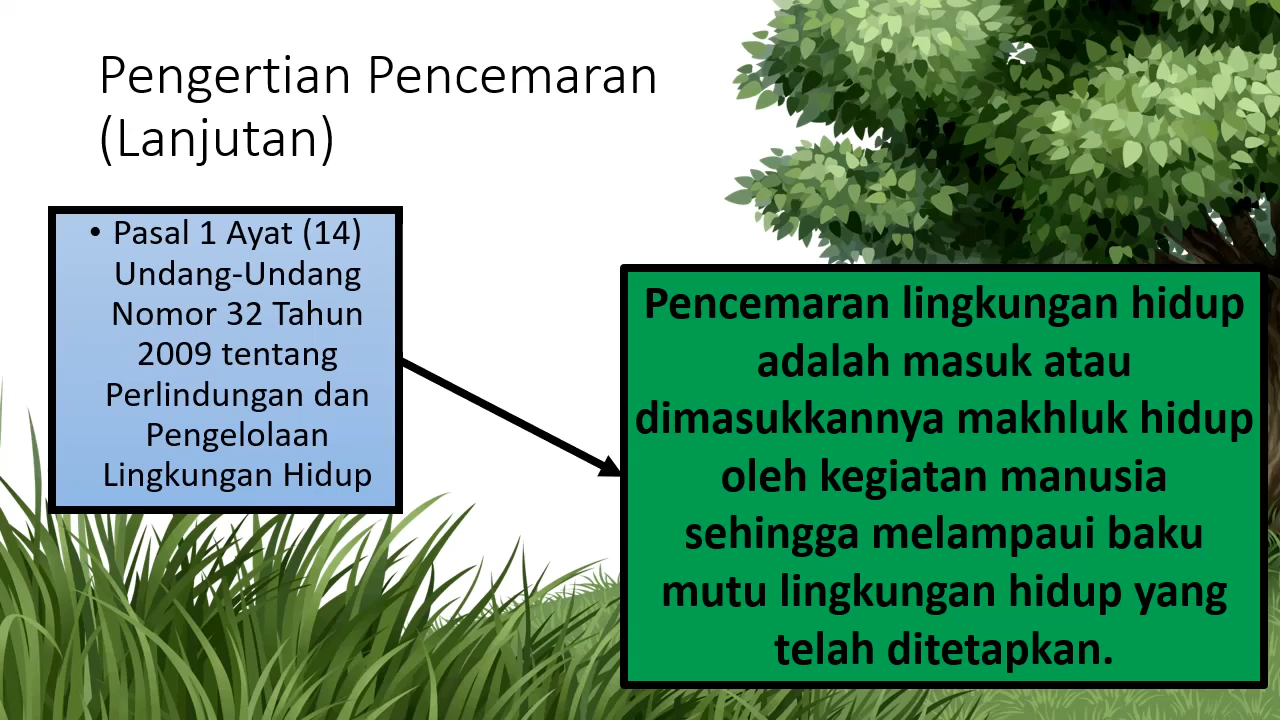 Pengertian Pencemaran
(Lanjutan)
• Pasal 1 Ayat (14)
Undang-Undang
Nomor 32 Tahun
2009 tentang
Perlindungan dan
Pengelolaan
Lingkungan Hidup
Pencemaran lingkungan hidup
adalah masuk atau
dimasukkannya makhluk hidup
oleh kegiatan manusia
sehingga melampaui baku
mutu lingkungan hidup yang
telah ditetapkan.